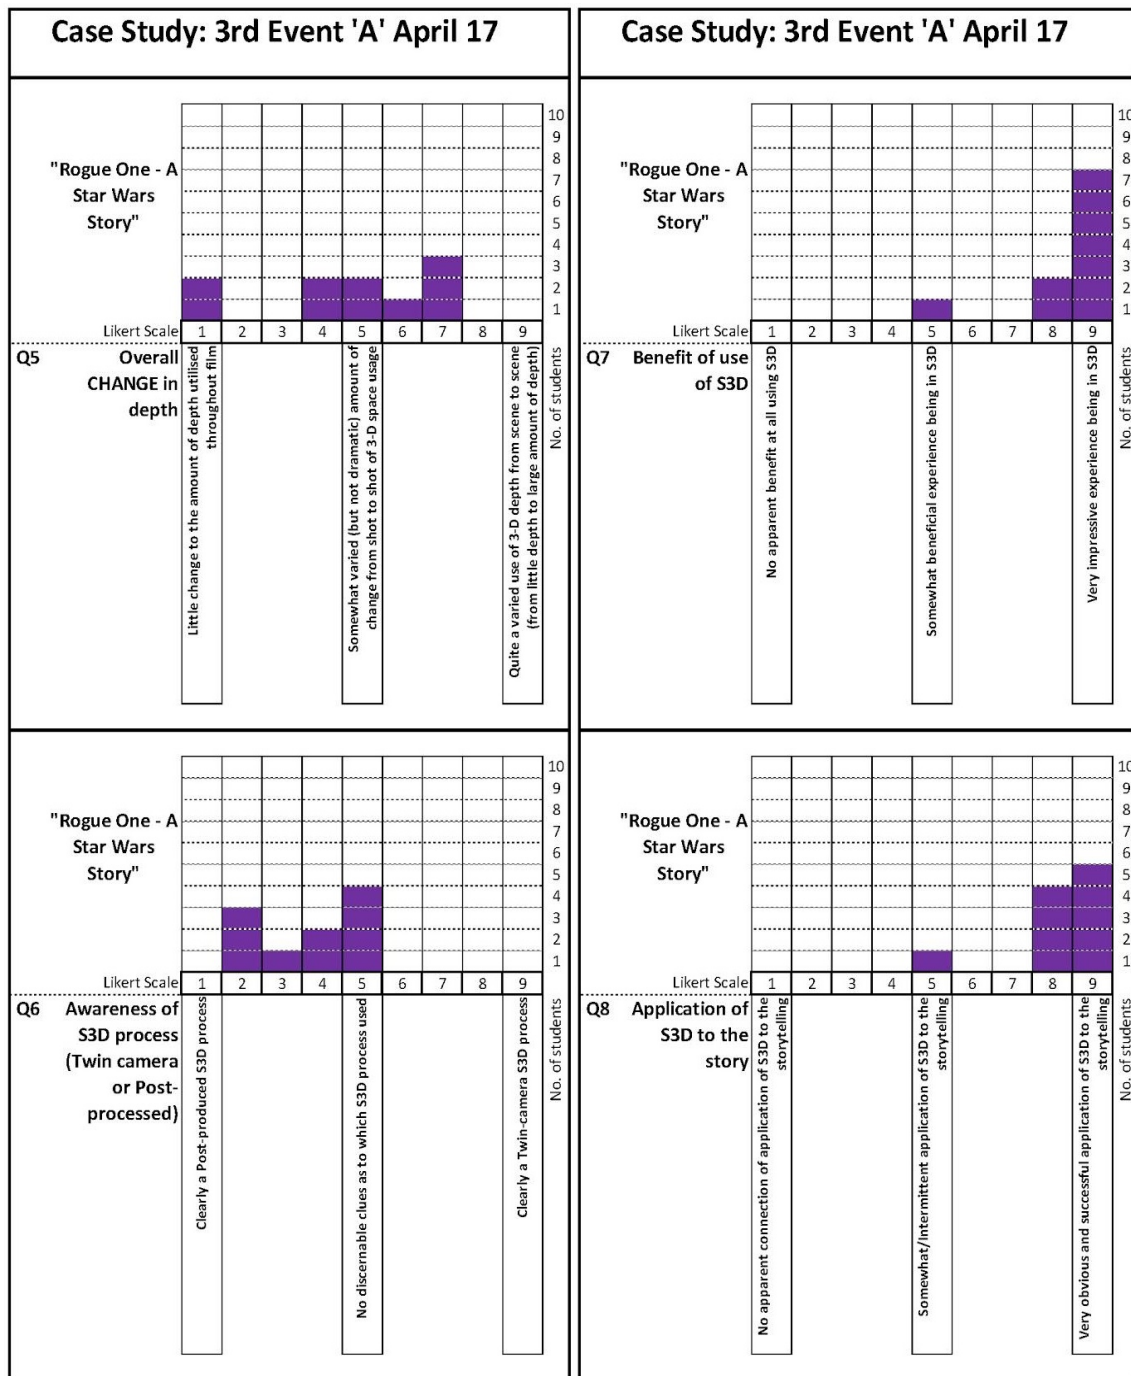 Case Study: 3rd Event 'A' April 17
"Rogue One - A
Star Wars
Story"
10
9
8
7
6
5
4
3
2
1
Likert Scale 1 2 3 4 5 6 7 8 9
Q5 Overall
CHANGE in
depth
Little change to the amount of depth utilised
throughout film
Somewhat varied (but not dramatic) amount of
change from shot to shot of 3-D space usage
Quite a varied use of 3-D depth from scene to scene
(from little depth to large amount of depth)
No. of students
"Rogue One - A
Star Wars
Story"
10
9
8
7
6
5
4
3
2
1
Likert Scale 1 2 3 4 5 6 7 8 9
Q6 Awareness of
S3D process
(Twin camera
or Post-
processed)
Clearly a Post-produced S3D process
No discernable clues as to which S3D process used
Clearly a Twin-camera S3D process
No. of students
Case Study: 3rd Event 'A' April 17
"Rogue One - A
Star Wars
Story"
10
9
8
7
6
5
4
3
2
1
Likert Scale 1 2 3 4 5 6 7 8 9
Q7 Benefit of use
of S3D
No apparent benefit at all using S3D
Somewhat beneficial experience being in S3D
Very impressive experience being in S3D
No. of students
"Rogue One - A
Star Wars
Story"
10
9
8
7
6
5
4
3
2
1
Likert Scale 1 2 3 4 5 6 7 8 9
Q8 Application of
S3D to the
story
No apparent connection of application of S3D to the
storytelling
Somewhat/Intermittent application of S3D to the
storytelling
Very obvious and successful application of S3D to the
storytelling
No. of students